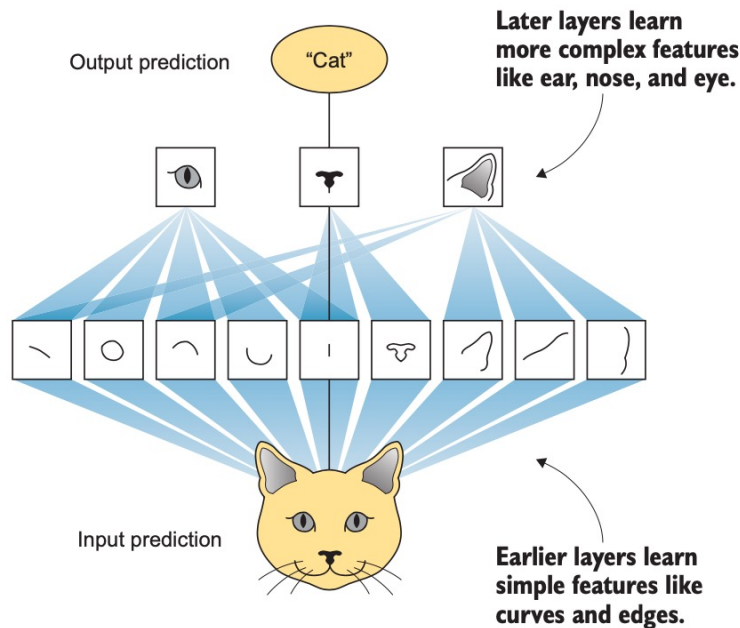 Later layers learn
more complex features
like ear, nose, and eye.
Output prediction
“Cat”
Input prediction
Earlier layers learn
simple features like
curves and edges.